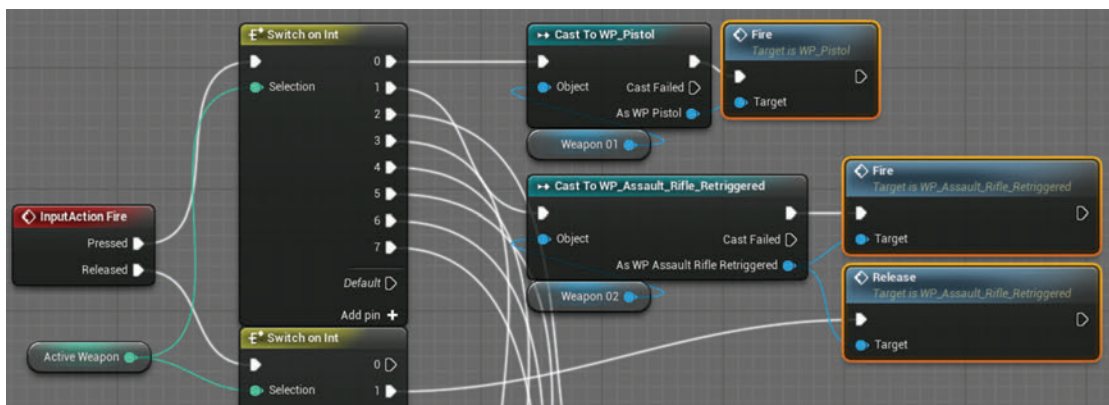 Switch on Int
0
Selection
1
2
3
4
5
6
7
Default
Add pin +
Cast To WP_Pistol
Object
Cast Failed
As WP Pistol
Weapon 01
Fire
Target is WP_Pistol
Target
Cast To WP_Assault_Rifle_Retriggered
Object
Cast Failed
As WP Assault Rifle Retriggered
Weapon 02
Fire
Target is WP_Assault_Rifle_Retriggered
Target
Release
Target is WP_Assault_Rifle_Retriggered
Target
InputAction Fire
Pressed
Released
Active Weapon
Switch on Int
0
Selection
1